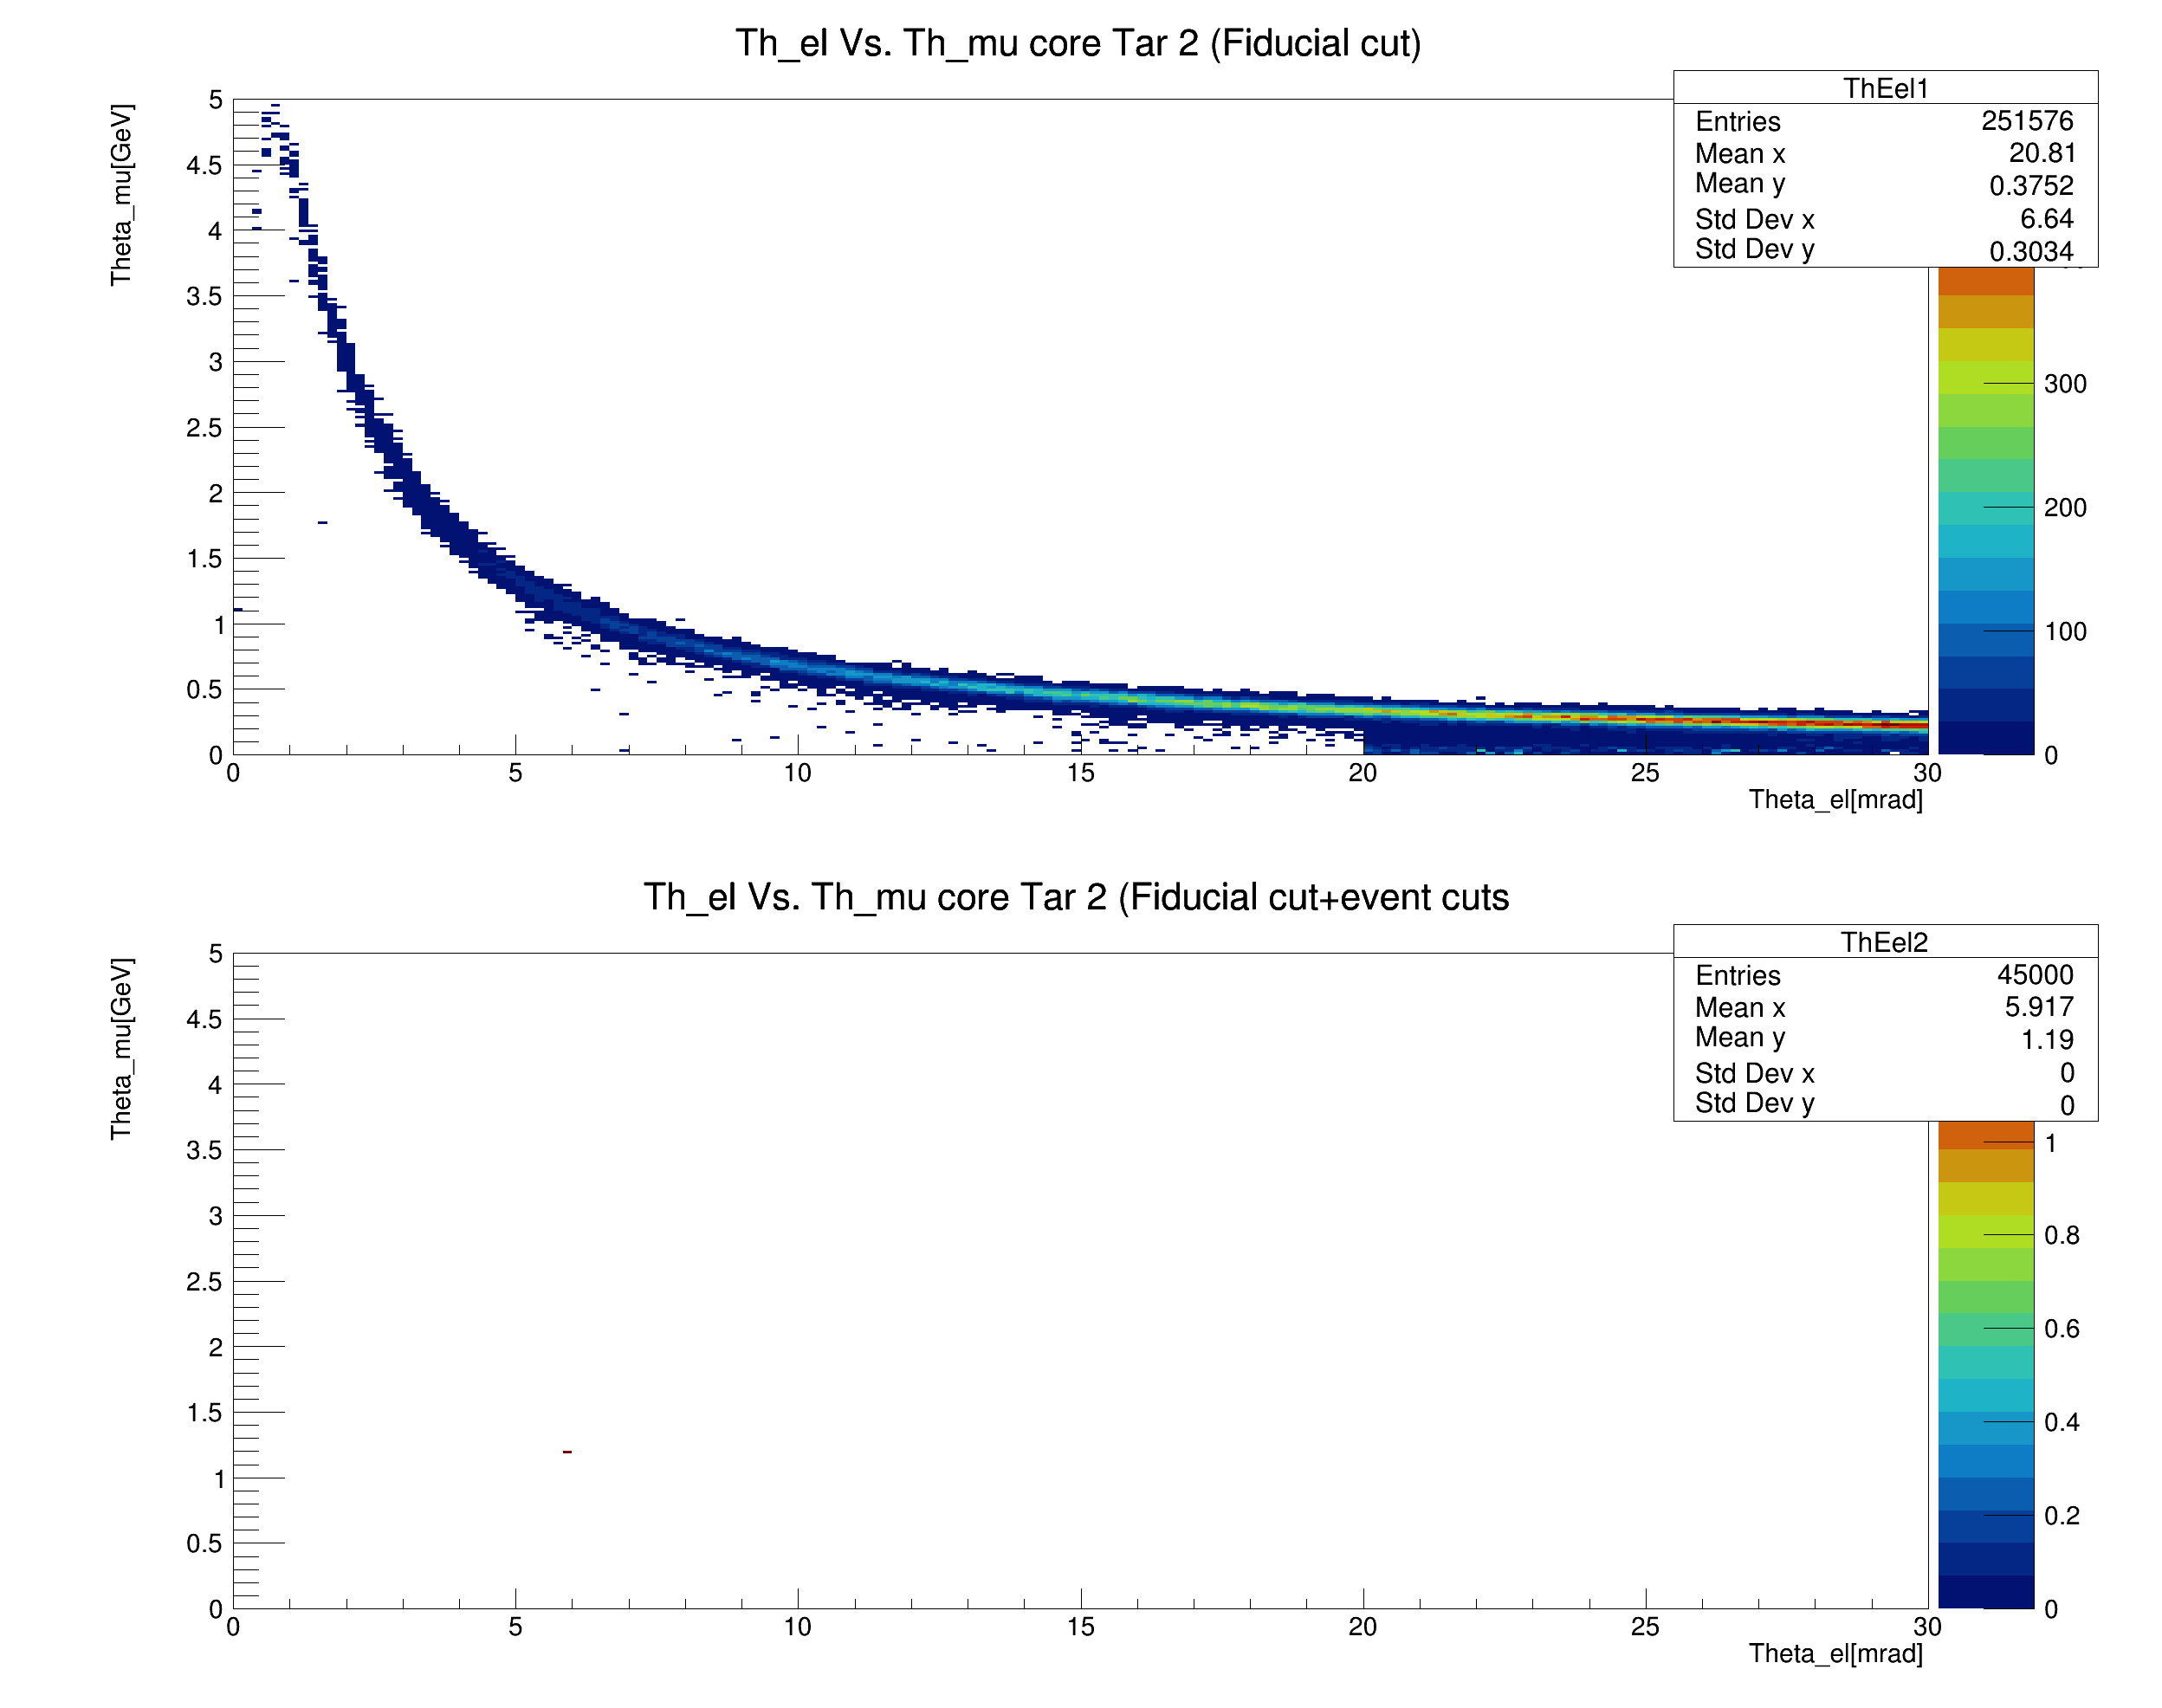 Th_el Vs. Th_mu core Tar 2 (Fiducial cut)
ThEel1
Entries 251576
Mean x 20.81
Mean y 0.3752
Std Dev x 6.64
Std Dev y 0.3034
Theta_mu[GeV]
5
4.5
4
3.5
3
2.5
2
1.5
1
0.5
0
0 5 10 15 20 25 30
Theta_el[mrad]
300
200
100
0
Th_el Vs. Th_mu core Tar 2 (Fiducial cut+event cuts
ThEel2
Entries 45000
Mean x 5.917
Mean y 1.19
Std Dev x 0
Std Dev y 0
Theta_mu[GeV]
5
4.5
4
3.5
3
2.5
2
1.5
1
0.5
0
0 5 10 15 20 25 30
Theta_el[mrad]
1
0.8
0.6
0.4
0.2
0